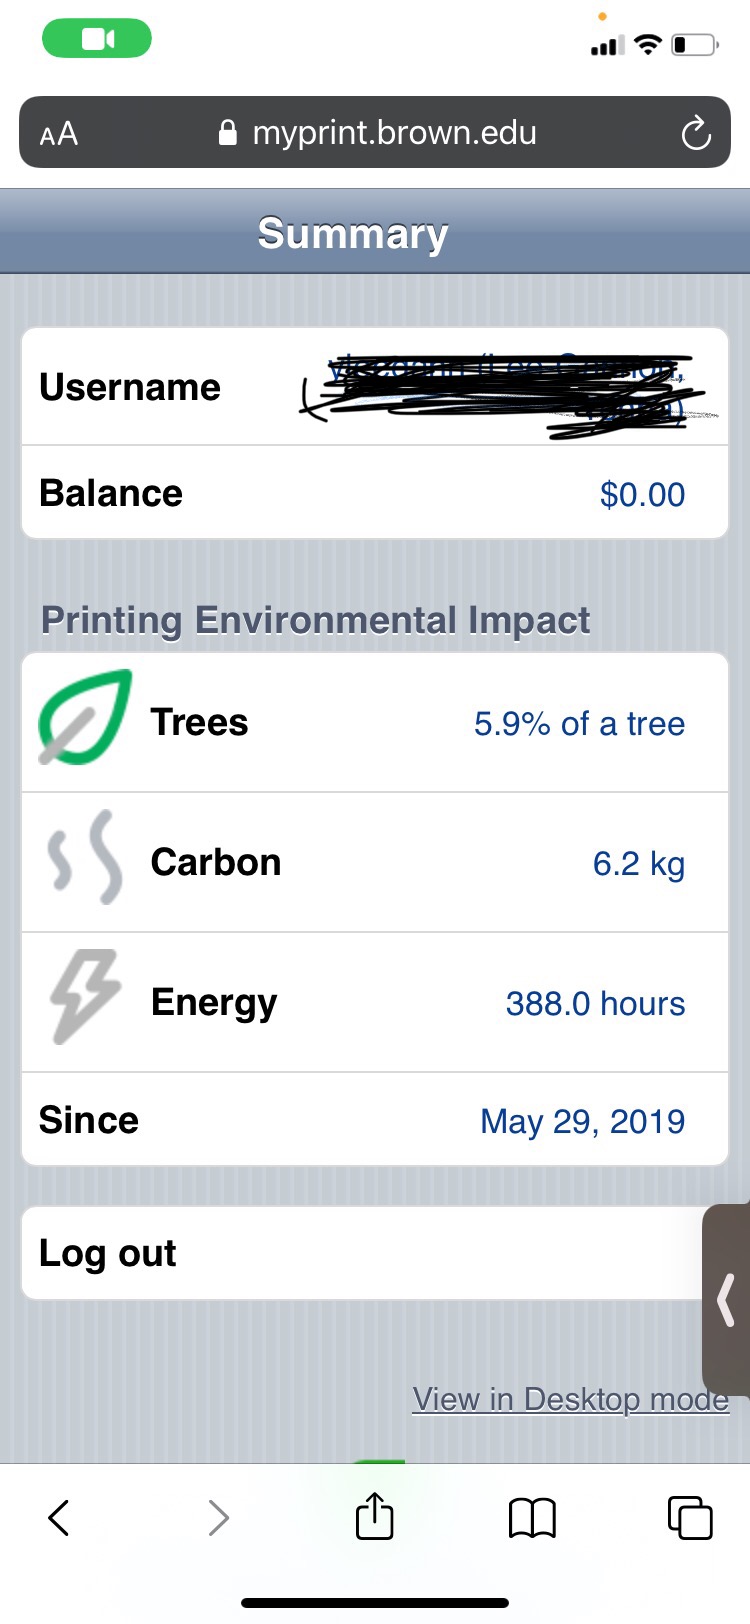 AA myprint.brown.edu
Summary
Username
Balance $0.00
Printing Environmental Impact
Trees 5.9% of a tree
Carbon 6.2 kg
Energy 388.0 hours
Since May 29, 2019
Log out
View in Desktop mode